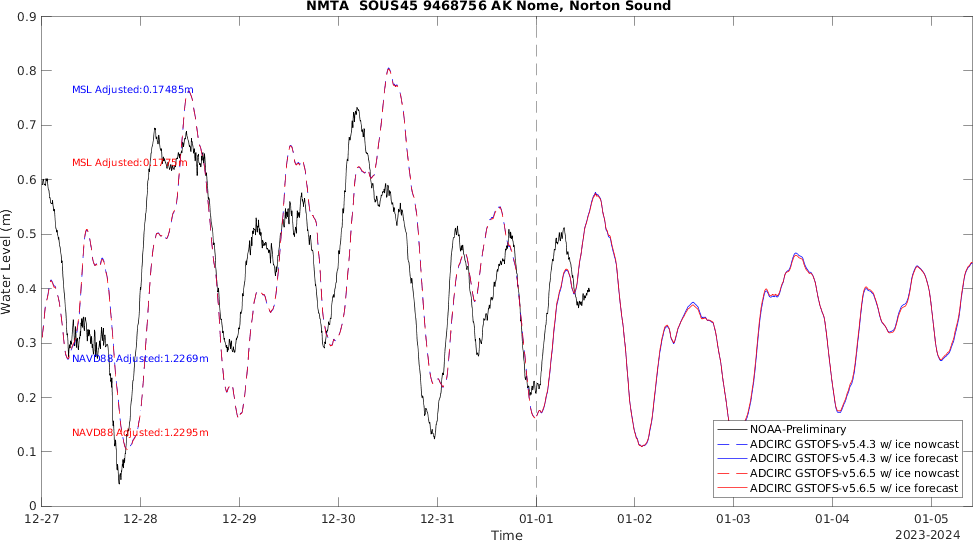 NMTA  SOUS45 9468756 AK Nome, Norton Sound
Water Level (m)
0.9
0.8
0.7
0.6
0.5
0.4
0.3
0.2
0.1
0
MSL Adjusted:0.17485m
MSL Adjusted:0.1775m
NAVD88 Adjusted:1.2269m
NAVD88 Adjusted:1.2295m
NOAA-Preliminary
ADCIRC GSTOFS-v5.4.3 w/ ice nowcast
ADCIRC GSTOFS-v5.4.3 w/ ice forecast
ADCIRC GSTOFS-v5.6.5 w/ ice nowcast
ADCIRC GSTOFS-v5.6.5 w/ ice forecast
12-27 12-28 12-29 12-30 12-31 01-01 01-02 01-03 01-04 01-05
Time
2023-2024